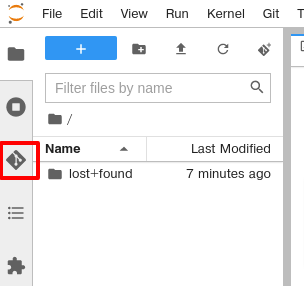 File Edit View Run Kernel Git T
Filter files by name
/
Name Last Modified
lost+found 7 minutes ago